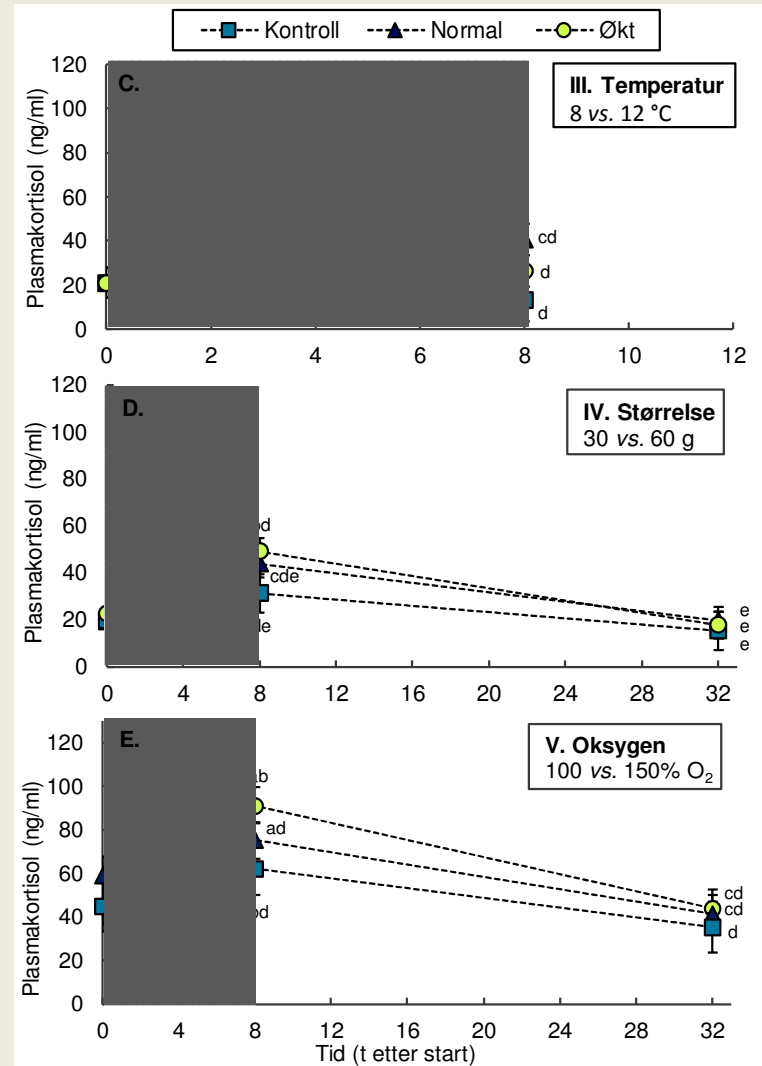 Kontroll Normal Økt
120
100
80
60
40
20
0
Plasmakortisol (ng/ml)
C.
III. Temperatur
8 vs. 12 °C
cd
d
d
0 2 4 6 8 10 12
120
100
80
60
40
20
0
Plasmakortisol (ng/ml)
D.
IV. Størrelse
30 vs. 60 g
cde
e
e
e
0 4 8 12 16 20 24 28 32
120
100
80
60
40
20
0
Plasmakortisol (ng/ml)
E.
V. Oksygen
100 vs. 150% O₂
ad
cd
cd
d
0 4 8 12 16 20 24 28 32
Tid (t etter start)